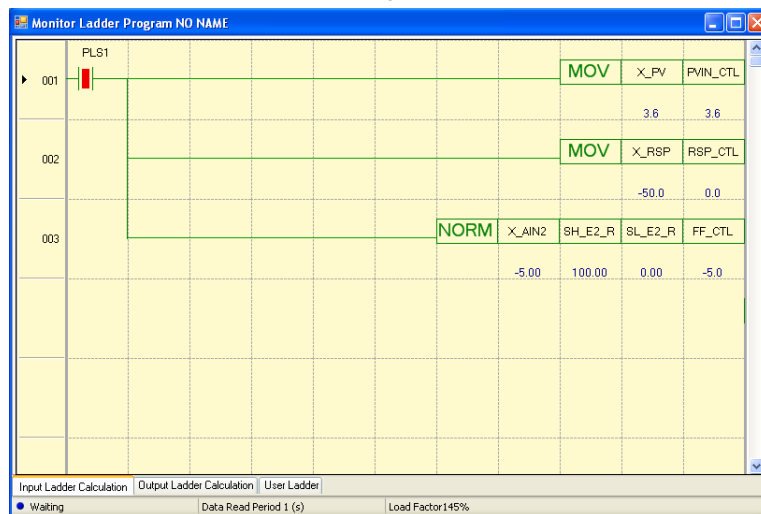 Monitor Ladder Program NO NAME
PLS1
001 MOV X_PV PVIN_CTL
3.6 3.6
002 MOV X_RSP RSP_CTL
-50.0 0.0
003 NORM X_AIN2 SH_E2_R SL_E2_R FF_CTL
-5.00 100.00 0.00 -5.0
Input Ladder Calculation Output Ladder Calculation User Ladder
Waiting Data Read Period 1 (s) Load Factor145%